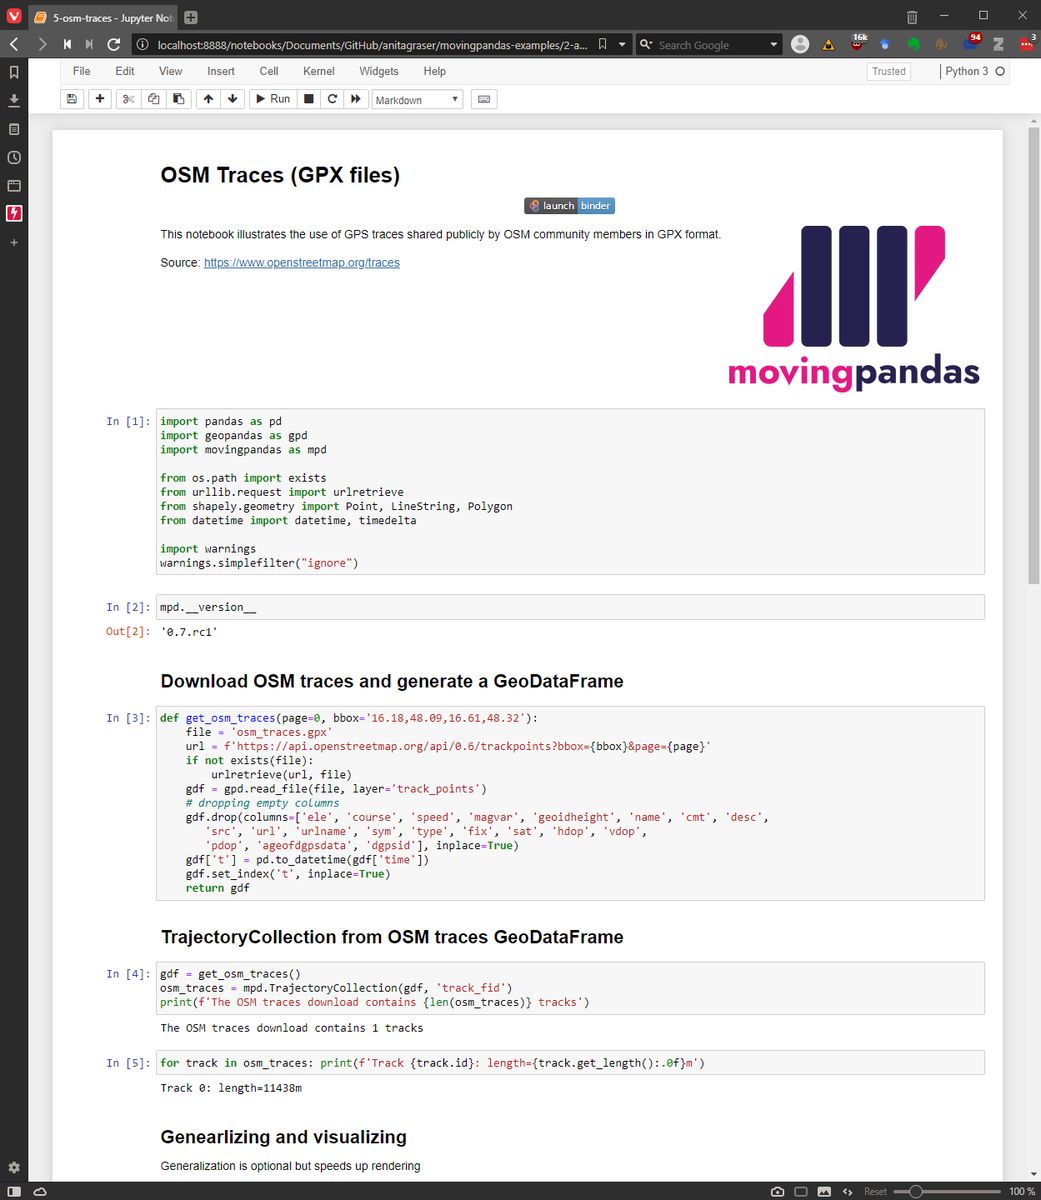 5-osm-traces - Jupyter Not
localhost:8888/notebooks/Documents/GitHub/anitagraser/movingpandas-examples/2-a...
Search Google
16k
94
3
File Edit View Insert Cell Kernel Widgets Help
Trusted
Python 3
Run
Markdown
OSM Traces (GPX files)
launch binder
This notebook illustrates the use of GPS traces shared publicly by OSM community members in GPX format.
Source: https://www.openstreetmap.org/traces
movingpandas
In [1]:
import pandas as pd
import geopandas as gpd
import movingpandas as mpd
from os.path import exists
from urllib.request import urlretrieve
from shapely.geometry import Point, LineString, Polygon
from datetime import datetime, timedelta
import warnings
warnings.simplefilter("ignore")
In [2]:
mpd.__version__
Out[2]:
'0.7.rc1'
Download OSM traces and generate a GeoDataFrame
In [3]:
def get_osm_traces(page=0, bbox='16.18,48.09,16.61,48.32'):
file = 'osm_traces.gpx'
url = f'https://api.openstreetmap.org/api/0.6/trackpoints?bbox={bbox}&page={page}'
if not exists(file):
urlretrieve(url, file)
gdf = gpd.read_file(file, layer='track_points')
# dropping empty columns
gdf.drop(columns=['ele', 'course', 'speed', 'magvar', 'geoidheight', 'name', 'cmt', 'desc',
'src', 'url', 'urlname', 'sym', 'type', 'fix', 'sat', 'hdop', 'vdop',
'pdop', 'ageofdgpsdata', 'dgpsid'], inplace=True)
gdf['t'] = pd.to_datetime(gdf['time'])
gdf.set_index('t', inplace=True)
return gdf
TrajectoryCollection from OSM traces GeoDataFrame
In [4]:
gdf = get_osm_traces()
osm_traces = mpd.TrajectoryCollection(gdf, 'track_fid')
print(f'The OSM traces download contains {len(osm_traces)} tracks')
The OSM traces download contains 1 tracks
In [5]:
for track in osm_traces: print(f'Track {track.id}: length={track.get_length():.0f}m')
Track 0: length=11438m
Genearlizing and visualizing
Generalization is optional but speeds up rendering
Reset
100 %